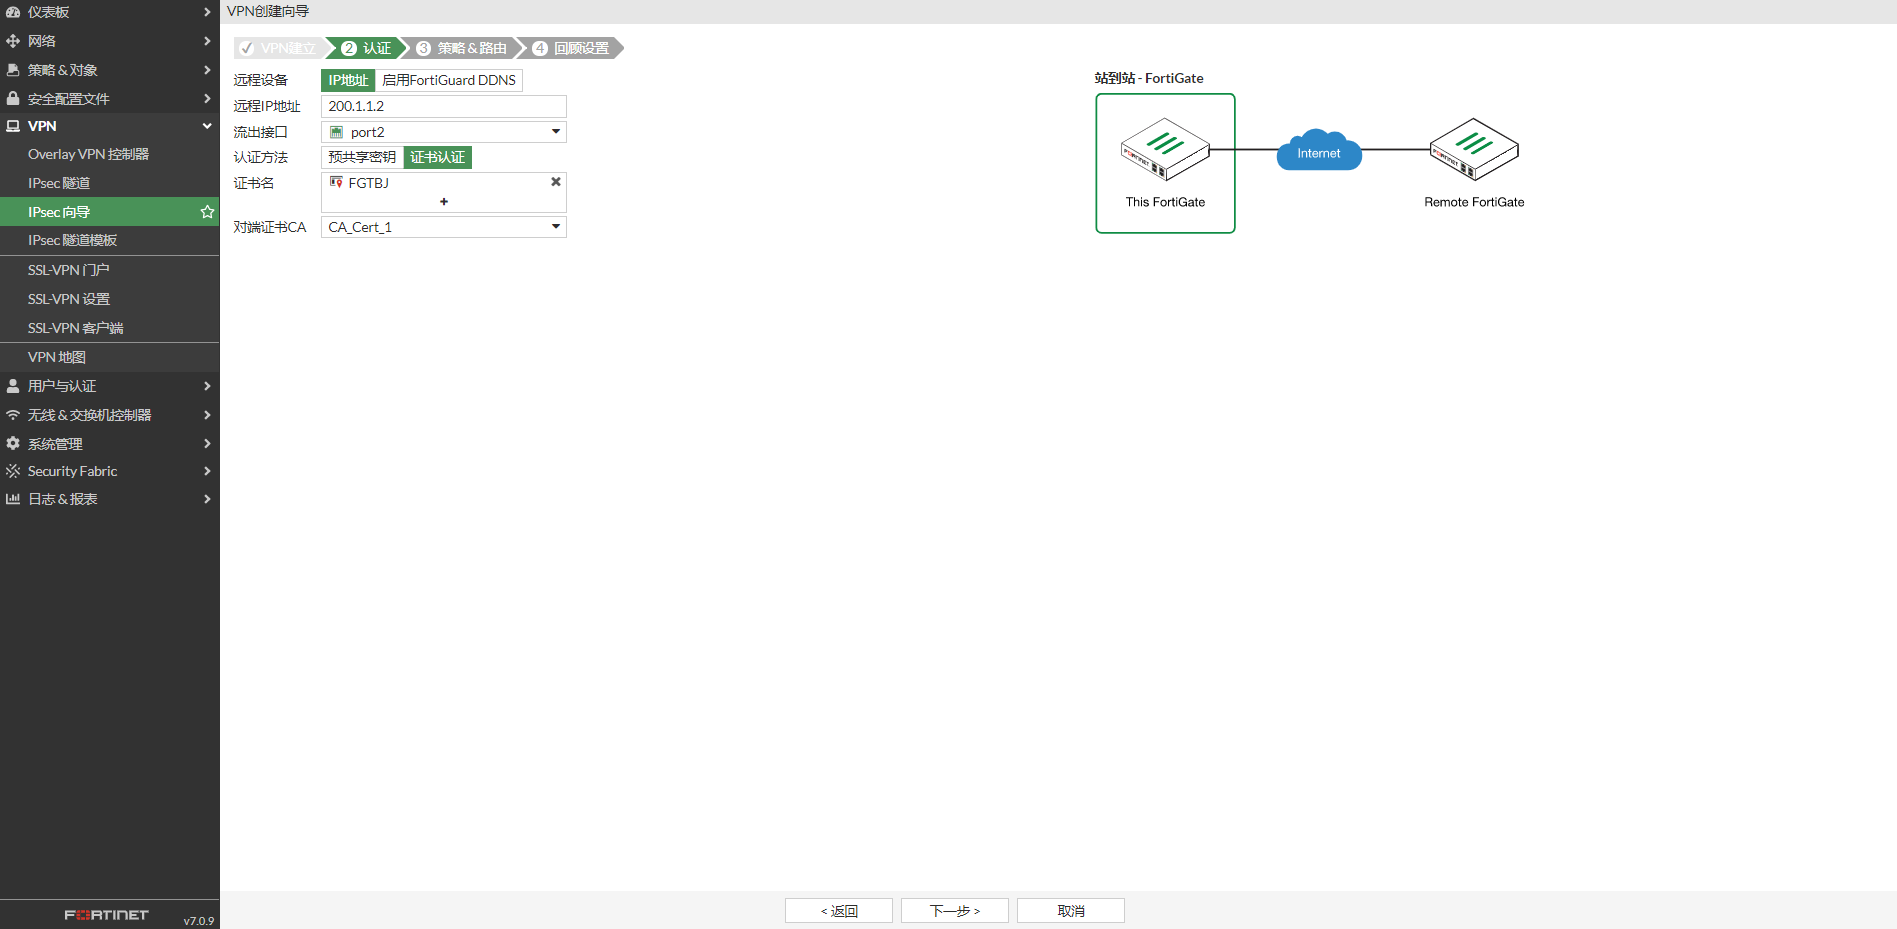 仪表板
网络
策略 & 对象
安全配置文件
VPN
Overlay VPN 控制器
IPsec 隧道
IPsec 向导
IPsec 隧道模板
SSL-VPN 门户
SSL-VPN 设置
SSL-VPN 客户端
VPN 地图
用户与认证
无线 & 交换机控制器
系统管理
Security Fabric
日志 & 报表
FORTINET
v7.0.9
VPN创建向导
VPN建立 2 认证 3 策略 & 路由 4 回顾设置
远程设备 IP地址 启用FortiGuard DDNS
远程IP地址 200.1.1.2
流出接口 port2
认证方法 预共享密钥 证书认证
证书名 FGTBJ
+
对端证书CA CA_Cert_1
站到站 - FortiGate
FORTINET Internet FORTINET
This FortiGate Remote FortiGate
< 返回 下一步 > 取消